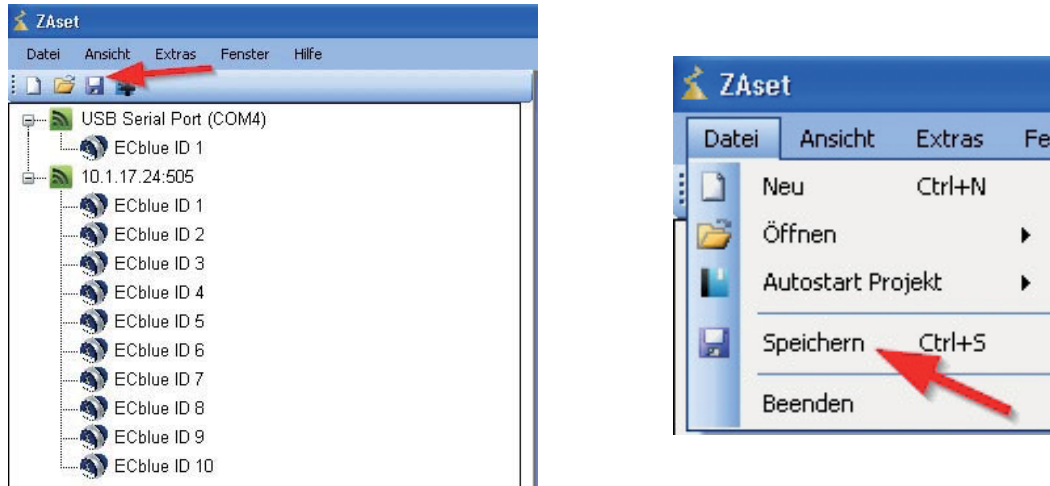 ZAset
Datei Ansicht Extras Fenster Hilfe
USB Serial Port (COM4)
ECblue ID 1
10.1.17.24:505
ECblue ID 1
ECblue ID 2
ECblue ID 3
ECblue ID 4
ECblue ID 5
ECblue ID 6
ECblue ID 7
ECblue ID 8
ECblue ID 9
ECblue ID 10
ZAset
Datei Ansicht Extras Fe
Neu Ctrl+N
Öffnen
Autostart Projekt
Speichern Ctrl+S
Beenden